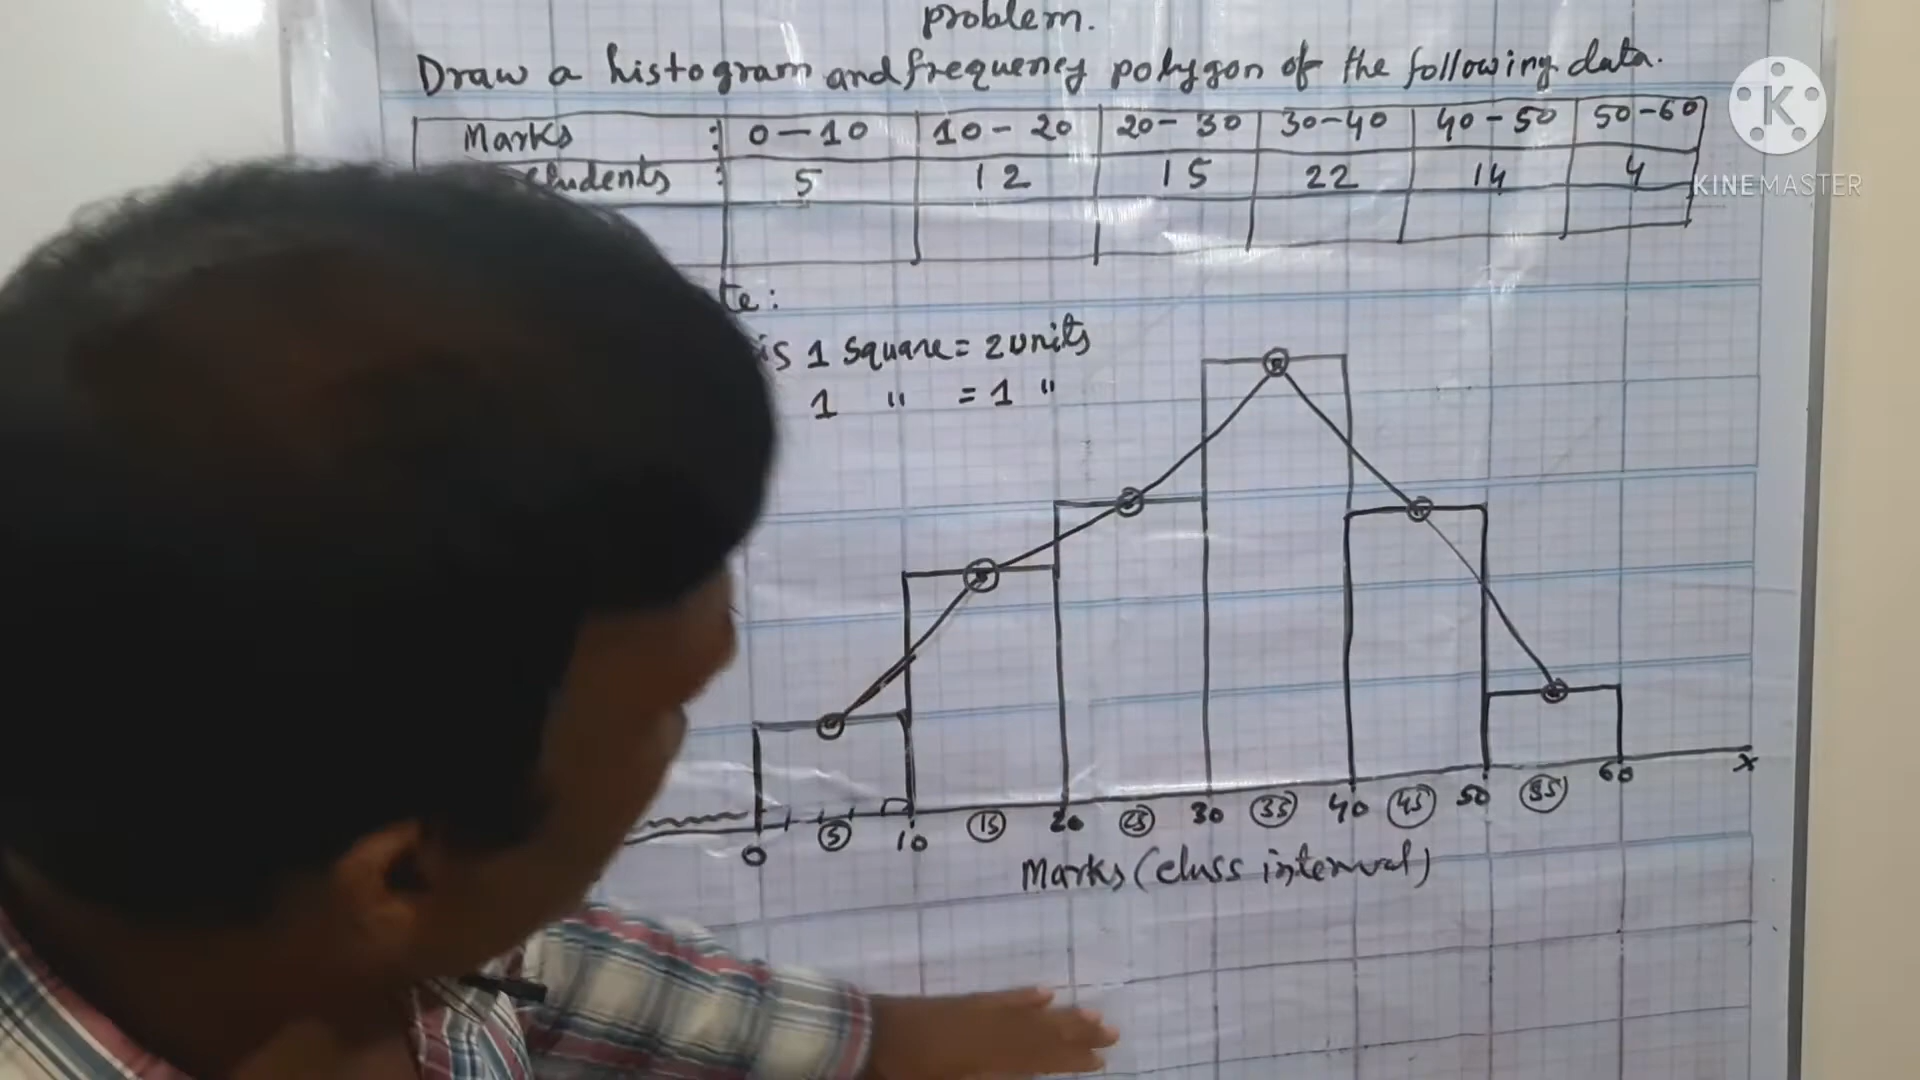 problem.
Draw a histogram and frequency polygon of the following data.
Marks : 0-10 10-20 20-30 30-40 40-50 50-60
students : 5 12 15 22 14 4
K
KINEMASTER
1 square = 2 units
1 " = 1 "
0 5 10 15 20 25 30 35 40 45 50 55 60 x
Marks (class interval)